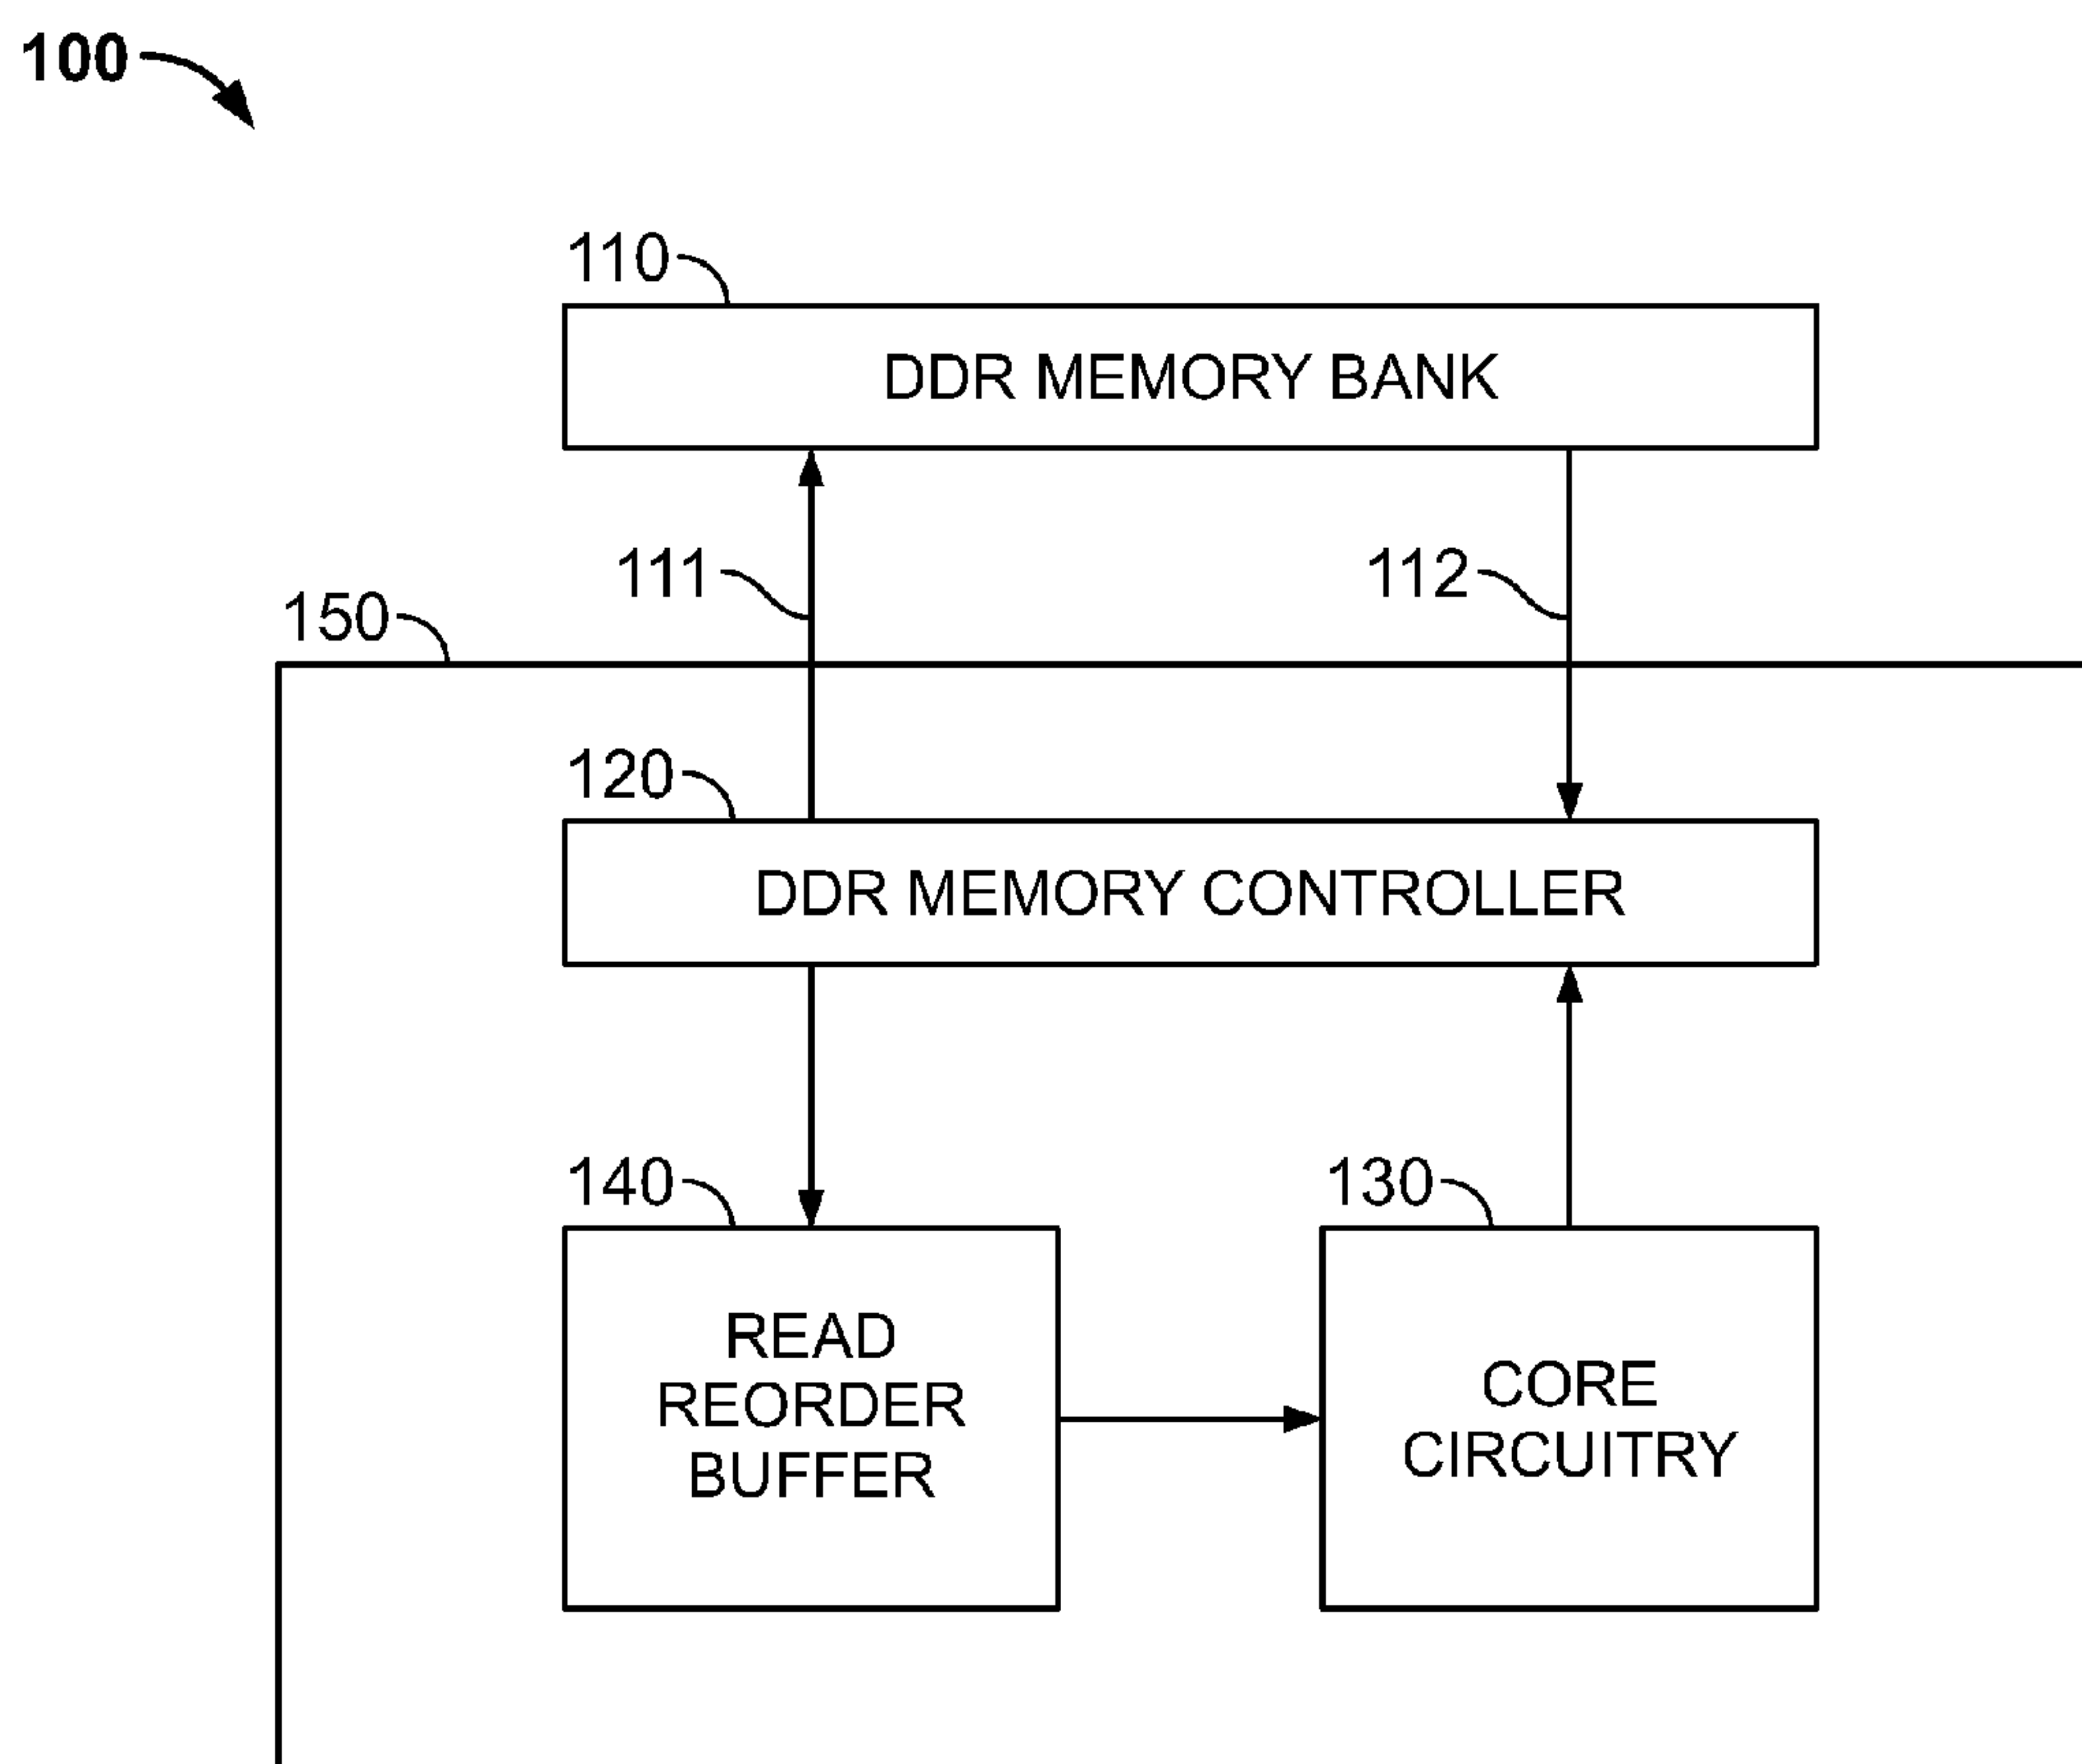 100
110
DDR MEMORY BANK
111
112
150
120
DDR MEMORY CONTROLLER
140
130
READ
REORDER
BUFFER
CORE
CIRCUITRY